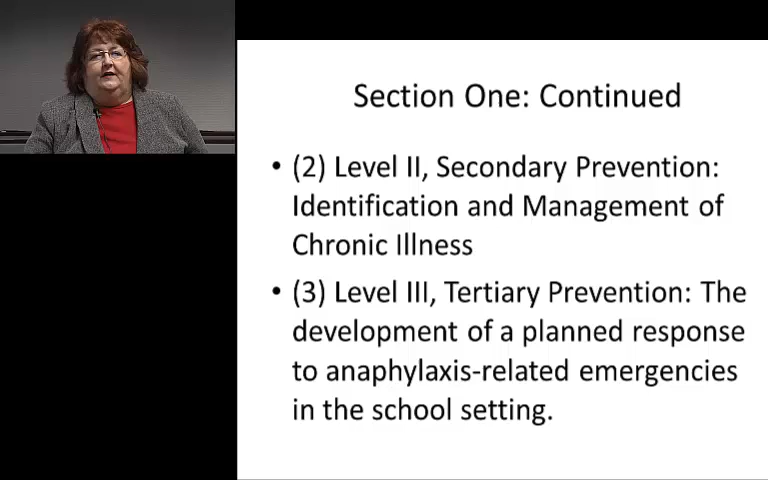 Section One: Continued
• (2) Level II, Secondary Prevention:
Identification and Management of
Chronic Illness
• (3) Level III, Tertiary Prevention: The
development of a planned response
to anaphylaxis-related emergencies
in the school setting.